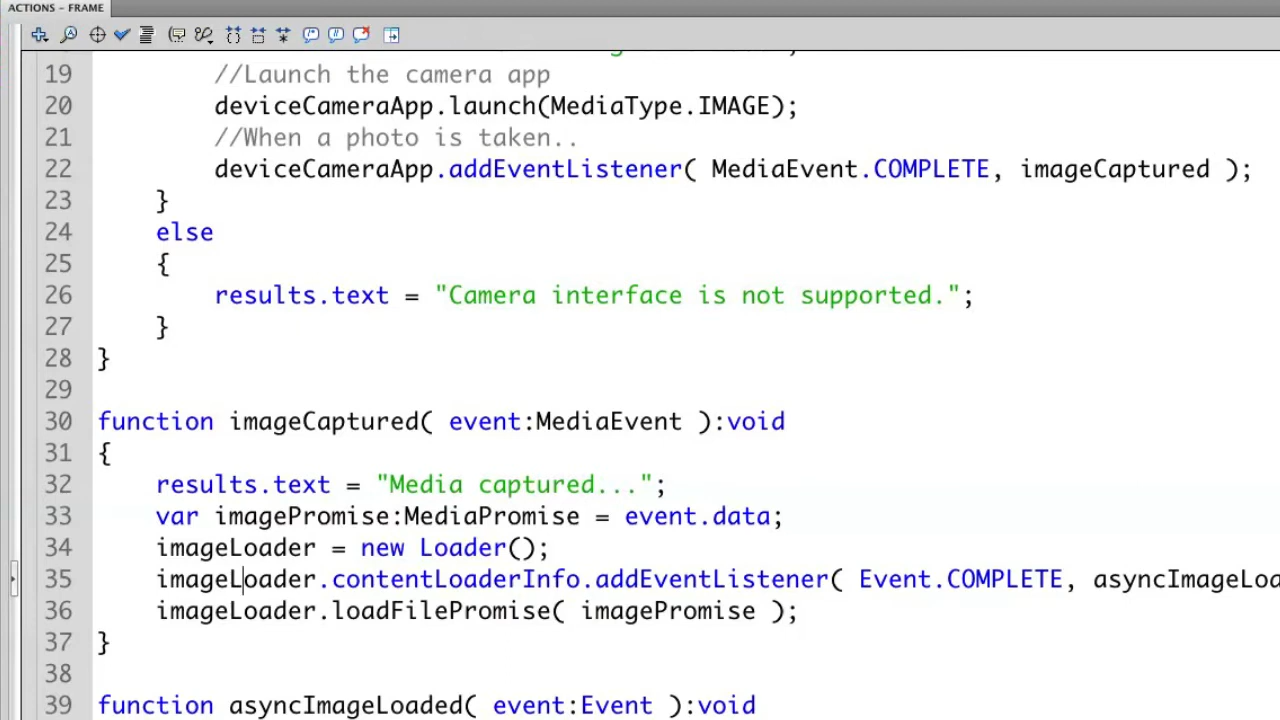 ACTIONS – FRAME
19 //Launch the camera app
20 deviceCameraApp.launch(MediaType.IMAGE);
21 //When a photo is taken..
22 deviceCameraApp.addEventListener( MediaEvent.COMPLETE, imageCaptured );
23 }
24 else
25 {
26 results.text = "Camera interface is not supported.";
27 }
28 }
29
30 function imageCaptured( event:MediaEvent ):void
31 {
32 results.text = "Media captured...";
33 var imagePromise:MediaPromise = event.data;
34 imageLoader = new Loader();
35 imageLoader.contentLoaderInfo.addEventListener( Event.COMPLETE, asyncImageLoa
36 imageLoader.loadFilePromise( imagePromise );
37 }
38
39 function asyncImageLoaded( event:Event ):void